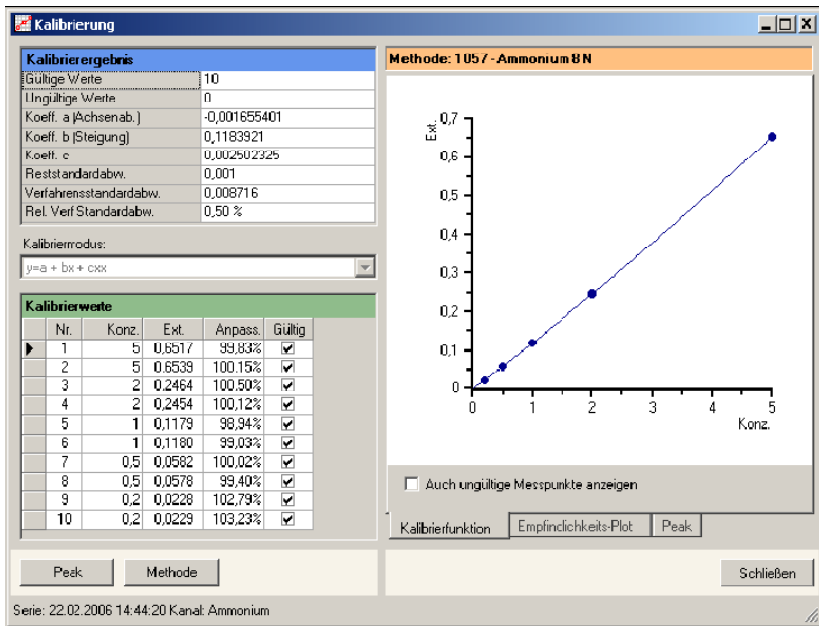 Kalibrierung
Kalibrierergebnis
Gültige Werte 10
Ungültige Werte 0
Koeff. a (Achsenab.) -0,001655401
Koeff. b (Steigung) 0,1183921
Koeff. c 0,002502325
Reststandardabw. 0,001
Verfahrensstandardabw. 0,008716
Rel. Verf Standardabw. 0,50 %
Kalibriermodus:
y=a + bx + cxx
Kalibrierwerte
Nr. Konz. Ext. Anpass. Gültig
1 5 0,6517 99,83%
2 5 0,6539 100,15%
3 2 0,2464 100,50%
4 2 0,2454 100,12%
5 1 0,1179 98,94%
6 1 0,1180 99,03%
7 0,5 0,0582 100,02%
8 0,5 0,0578 99,40%
9 0,2 0,0228 102,79%
10 0,2 0,0229 103,23%
Peak Methode
Methode: 1057 - Ammonium 8 N
Ext.
0,7
0,6
0,5
0,4
0,3
0,2
0,1
0
0 1 2 3 4 5
Konz.
Auch ungültige Messpunkte anzeigen
Kalibrierfunktion Empfindlichkeits-Plot Peak
Schließen
Serie: 22.02.2006 14:44:20 Kanal: Ammonium